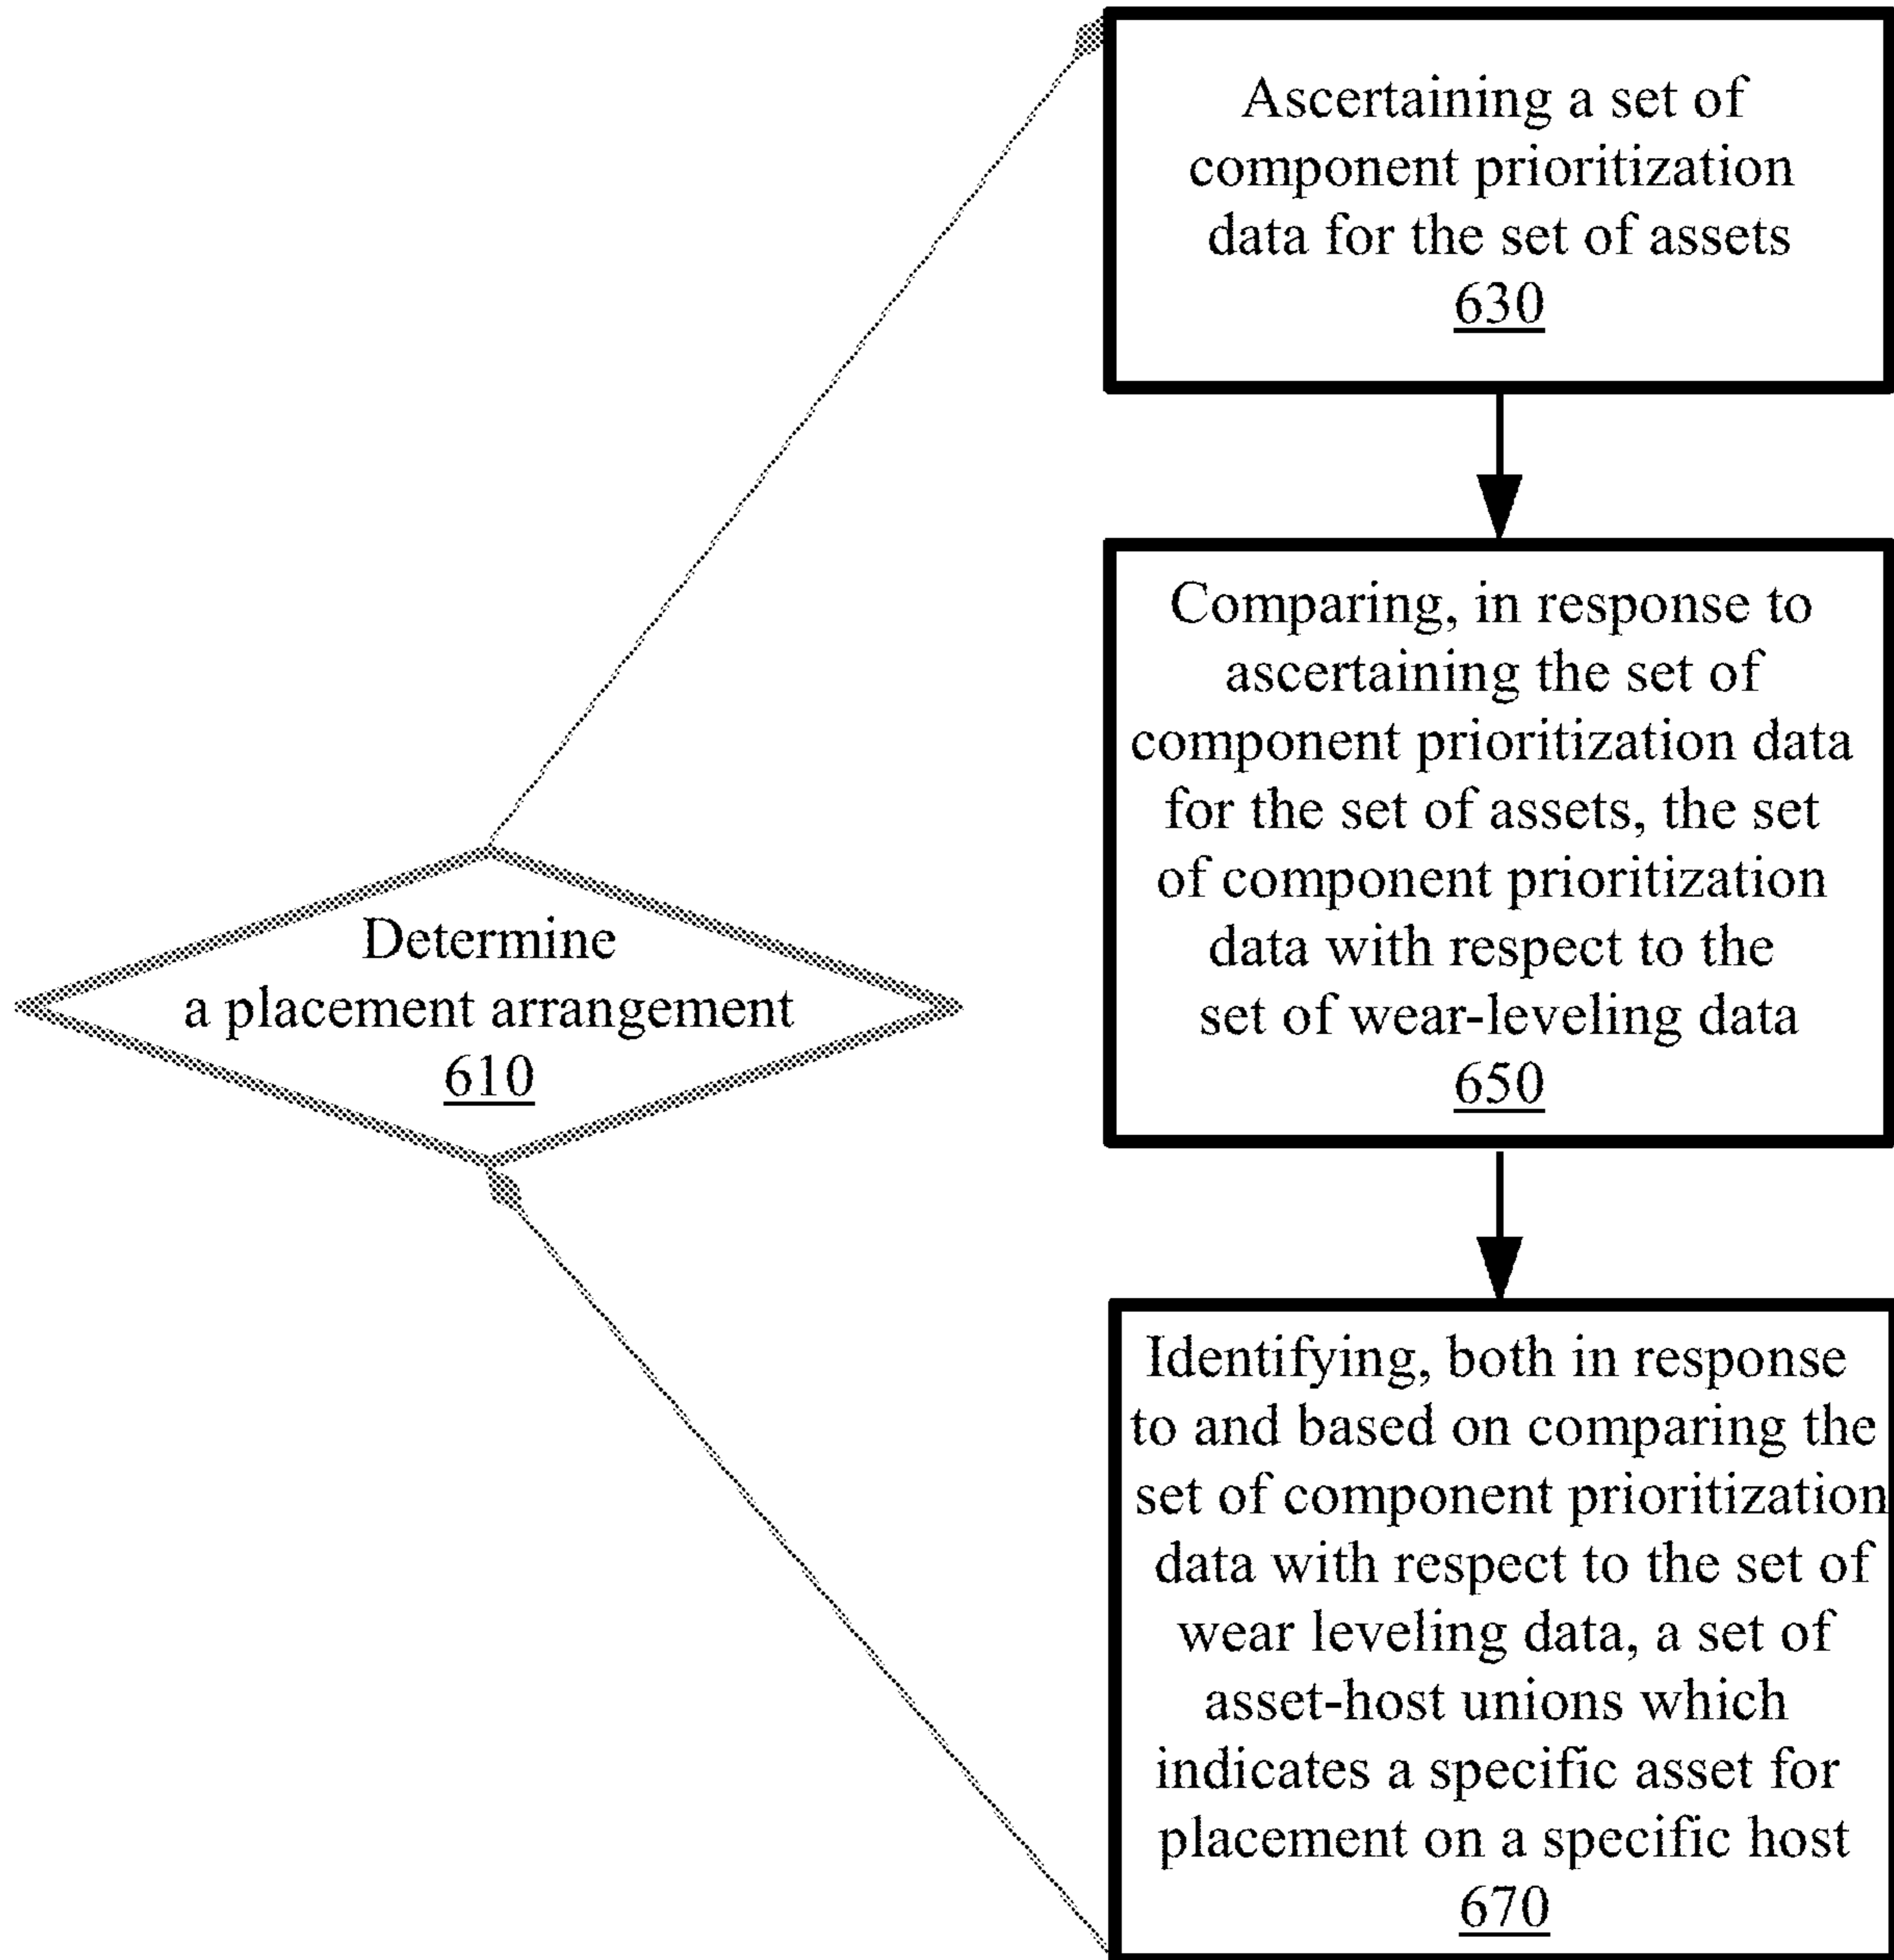 Ascertaining a set of
component prioritization
data for the set of assets
630
Comparing, in response to
ascertaining the set of
component prioritization data
for the set of assets, the set
of component prioritization
data with respect to the
set of wear-leveling data
650
Determine
a placement arrangement
610
Identifying, both in response
to and based on comparing the
set of component prioritization
data with respect to the set of
wear leveling data, a set of
asset-host unions which
indicates a specific asset for
placement on a specific host
670